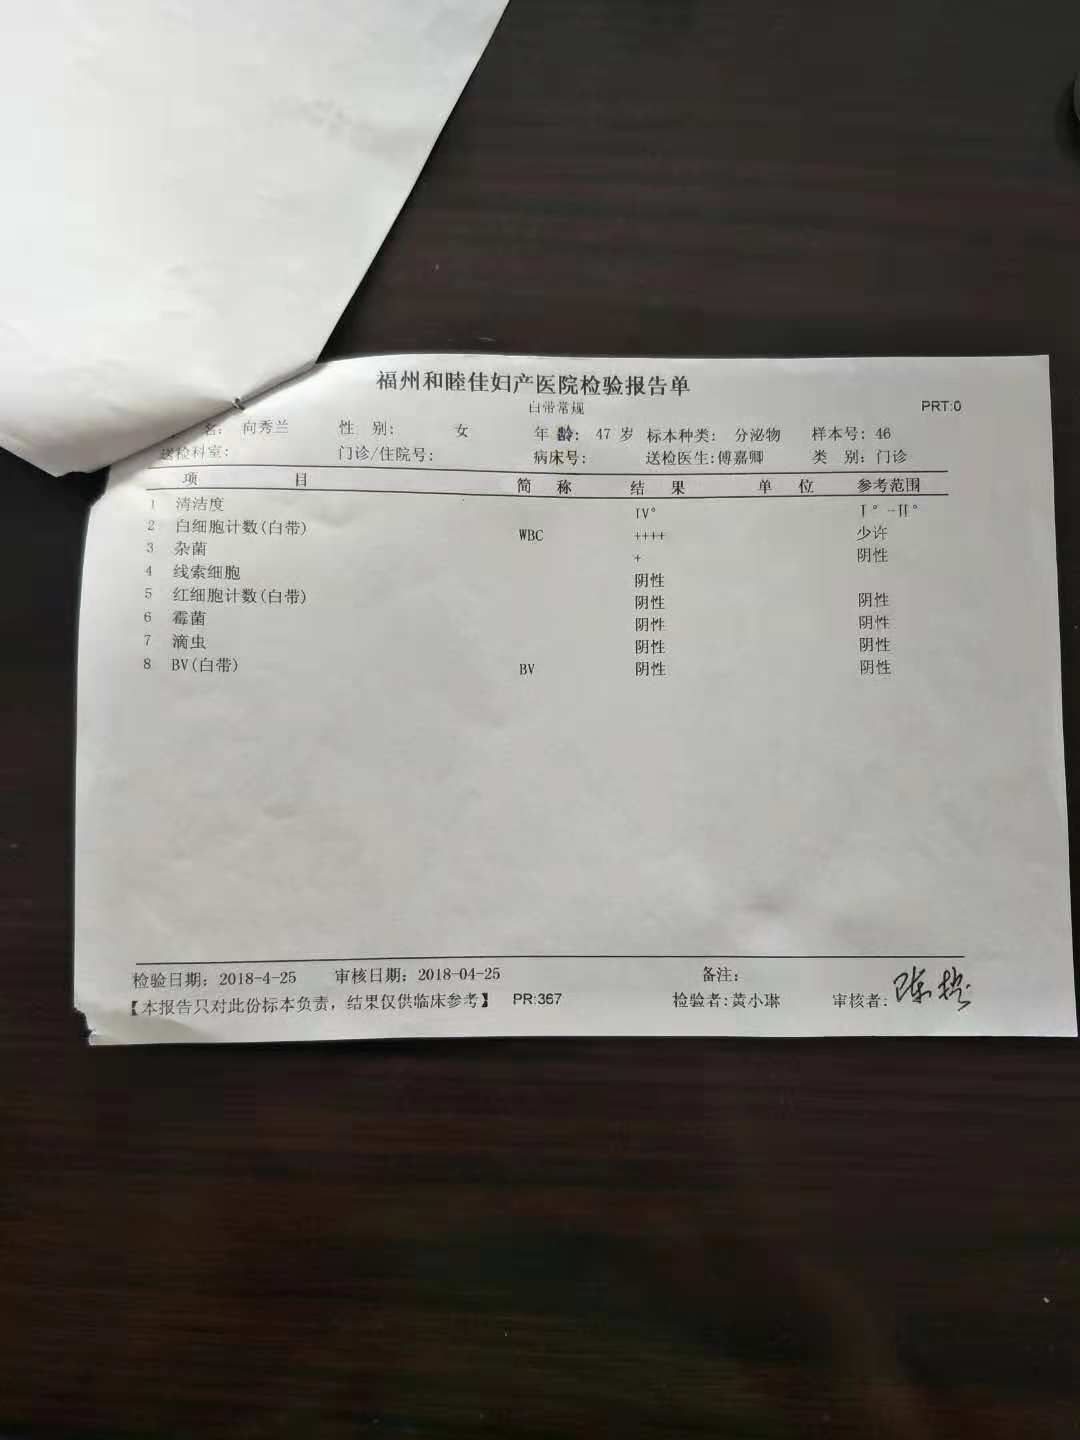 福州和睦佳妇产医院检验报告单
白带常规 PRT:0
名: 向秀兰 性 别: 女 年 龄: 47 岁 标本种类: 分泌物 样本号: 46
送检科室: 门诊/住院号: 病床号: 送检医生:傅嘉卿 类 别: 门诊
项 目 简 称 结 果 单 位 参考范围
1 清洁度 IV° I°-II°
2 白细胞计数(白带) WBC ++++ 少许
3 杂菌 + 阴性
4 线索细胞 阴性
5 红细胞计数(白带) 阴性 阴性
6 霉菌 阴性 阴性
7 滴虫 阴性 阴性
8 BV(白带) BV 阴性 阴性
检验日期: 2018-4-25 审核日期: 2018-04-25 备注:
【本报告只对此份标本负责,结果仅供临床参考】 PR:367 检验者:黄小琳 审核者: